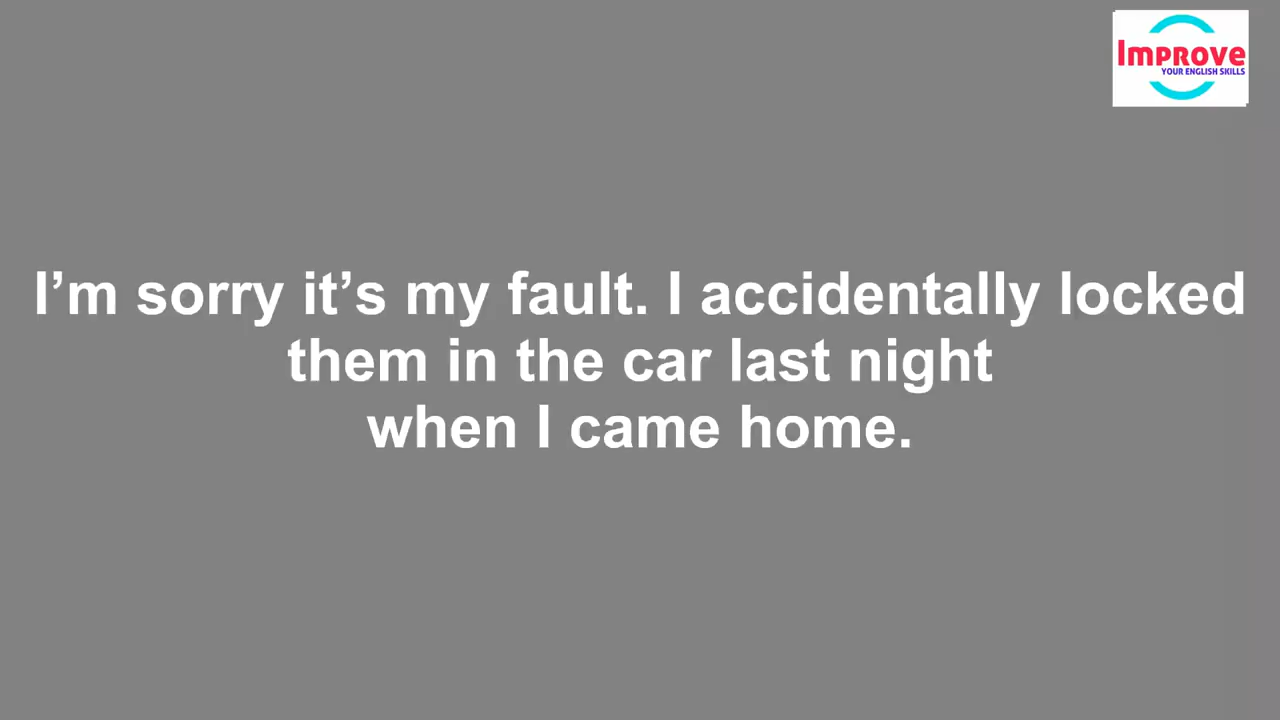 Improve
YOUR ENGLISH SKILLS
I’m sorry it’s my fault. I accidentally locked
them in the car last night
when I came home.